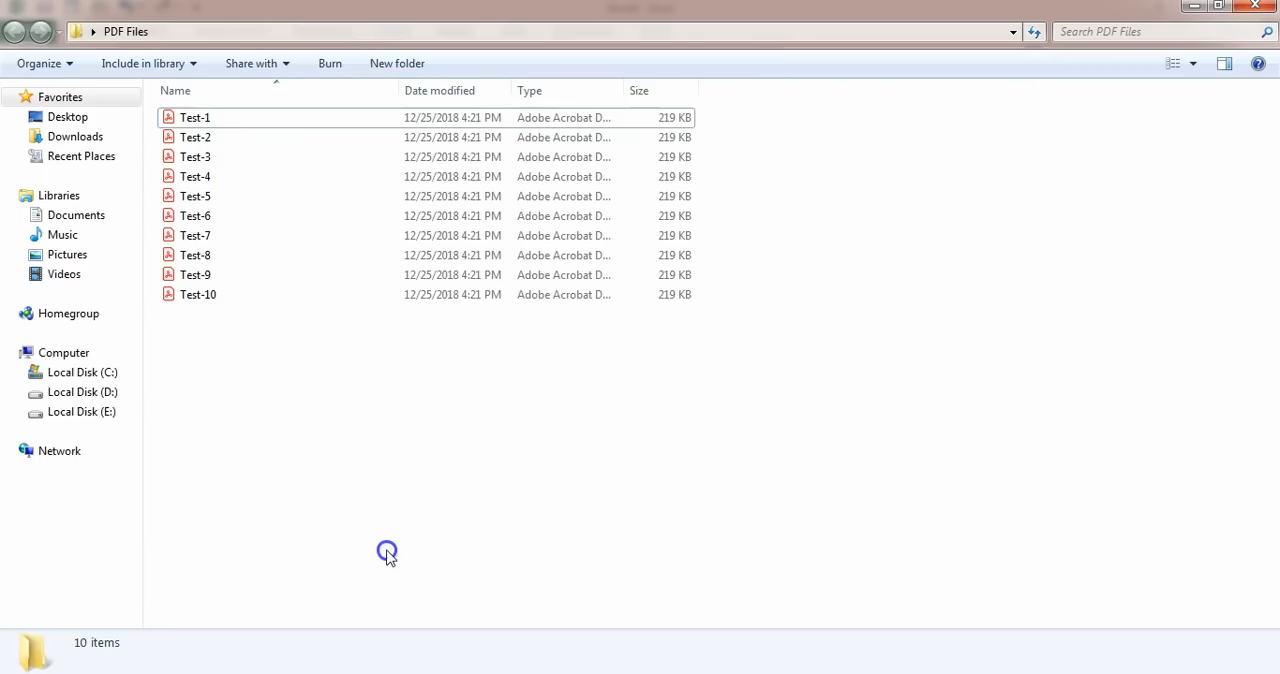 PDF Files
Search PDF Files
Organize Include in library Share with Burn New folder
Favorites
Desktop
Downloads
Recent Places
Libraries
Documents
Music
Pictures
Videos
Homegroup
Computer
Local Disk (C:)
Local Disk (D:)
Local Disk (E:)
Network
Name Date modified Type Size
Test-1 12/25/2018 4:21 PM Adobe Acrobat D... 219 KB
Test-2 12/25/2018 4:21 PM Adobe Acrobat D... 219 KB
Test-3 12/25/2018 4:21 PM Adobe Acrobat D... 219 KB
Test-4 12/25/2018 4:21 PM Adobe Acrobat D... 219 KB
Test-5 12/25/2018 4:21 PM Adobe Acrobat D... 219 KB
Test-6 12/25/2018 4:21 PM Adobe Acrobat D... 219 KB
Test-7 12/25/2018 4:21 PM Adobe Acrobat D... 219 KB
Test-8 12/25/2018 4:21 PM Adobe Acrobat D... 219 KB
Test-9 12/25/2018 4:21 PM Adobe Acrobat D... 219 KB
Test-10 12/25/2018 4:21 PM Adobe Acrobat D... 219 KB
10 items